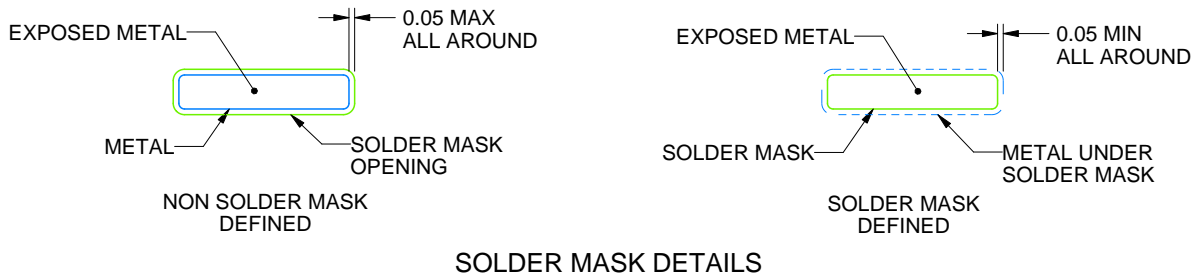 0.05 MAX
ALL AROUND
EXPOSED METAL
METAL
SOLDER MASK
OPENING
NON SOLDER MASK
DEFINED
0.05 MIN
ALL AROUND
EXPOSED METAL
SOLDER MASK
METAL UNDER
SOLDER MASK
SOLDER MASK
DEFINED
SOLDER MASK DETAILS